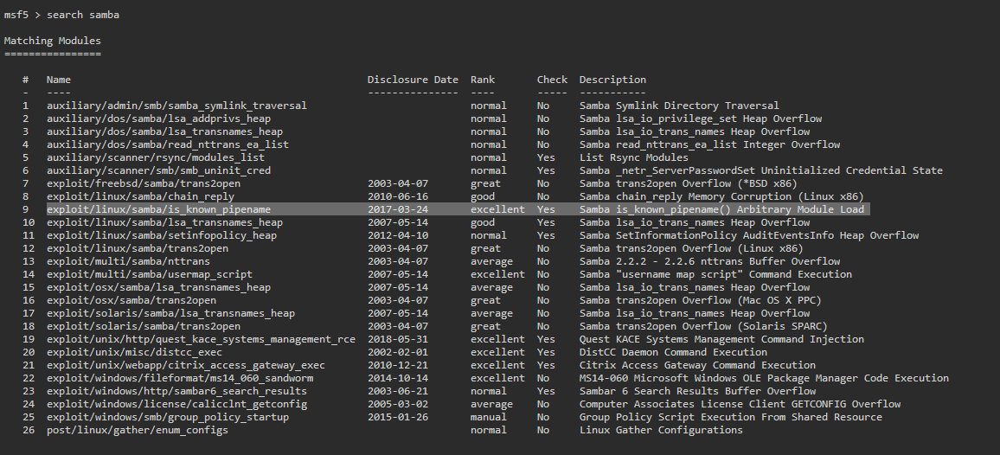 msf5 > search samba
Matching Modules
================
# Name Disclosure Date Rank Check Description
- ---- --------------- ---- ----- -----------
1 auxiliary/admin/smb/samba_symlink_traversal normal No Samba Symlink Directory Traversal
2 auxiliary/dos/samba/lsa_addprivs_heap normal No Samba lsa_io_privilege_set Heap Overflow
3 auxiliary/dos/samba/lsa_transnames_heap normal No Samba lsa_io_trans_names Heap Overflow
4 auxiliary/dos/samba/read_nttrans_ea_list normal No Samba read_nttrans_ea_list Integer Overflow
5 auxiliary/scanner/rsync/modules_list normal Yes List Rsync Modules
6 auxiliary/scanner/smb/smb_uninit_cred normal Yes Samba _netr_ServerPasswordSet Uninitialized Credential State
7 exploit/freebsd/samba/trans2open 2003-04-07 great No Samba trans2open Overflow (*BSD x86)
8 exploit/linux/samba/chain_reply 2010-06-16 good No Samba chain_reply Memory Corruption (Linux x86)
9 exploit/linux/samba/is_known_pipename 2017-03-24 excellent Yes Samba is_known_pipename() Arbitrary Module Load
10 exploit/linux/samba/lsa_transnames_heap 2007-05-14 good Yes Samba lsa_io_trans_names Heap Overflow
11 exploit/linux/samba/setinfopolicy_heap 2012-04-10 normal Yes Samba SetInformationPolicy AuditEventsInfo Heap Overflow
12 exploit/linux/samba/trans2open 2003-04-07 great No Samba trans2open Overflow (Linux x86)
13 exploit/multi/samba/nttrans 2003-04-07 average No Samba 2.2.2 - 2.2.6 nttrans Buffer Overflow
14 exploit/multi/samba/usermap_script 2007-05-14 excellent No Samba "username map script" Command Execution
15 exploit/osx/samba/lsa_transnames_heap 2007-05-14 average No Samba lsa_io_trans_names Heap Overflow
16 exploit/osx/samba/trans2open 2003-04-07 great No Samba trans2open Overflow (Mac OS X PPC)
17 exploit/solaris/samba/lsa_transnames_heap 2007-05-14 average No Samba lsa_io_trans_names Heap Overflow
18 exploit/solaris/samba/trans2open 2003-04-07 great No Samba trans2open Overflow (Solaris SPARC)
19 exploit/unix/http/quest_kace_systems_management_rce 2018-05-31 excellent Yes Quest KACE Systems Management Command Injection
20 exploit/unix/misc/distcc_exec 2002-02-01 excellent Yes DistCC Daemon Command Execution
21 exploit/unix/webapp/citrix_access_gateway_exec 2010-12-21 excellent Yes Citrix Access Gateway Command Execution
22 exploit/windows/fileformat/ms14_060_sandworm 2014-10-14 excellent No MS14-060 Microsoft Windows OLE Package Manager Code Execution
23 exploit/windows/http/sambar6_search_results 2003-06-21 normal Yes Sambar 6 Search Results Buffer Overflow
24 exploit/windows/license/calicclnt_getconfig 2005-03-02 average No Computer Associates License Client GETCONFIG Overflow
25 exploit/windows/smb/group_policy_startup 2015-01-26 manual No Group Policy Script Execution From Shared Resource
26 post/linux/gather/enum_configs normal No Linux Gather Configurations